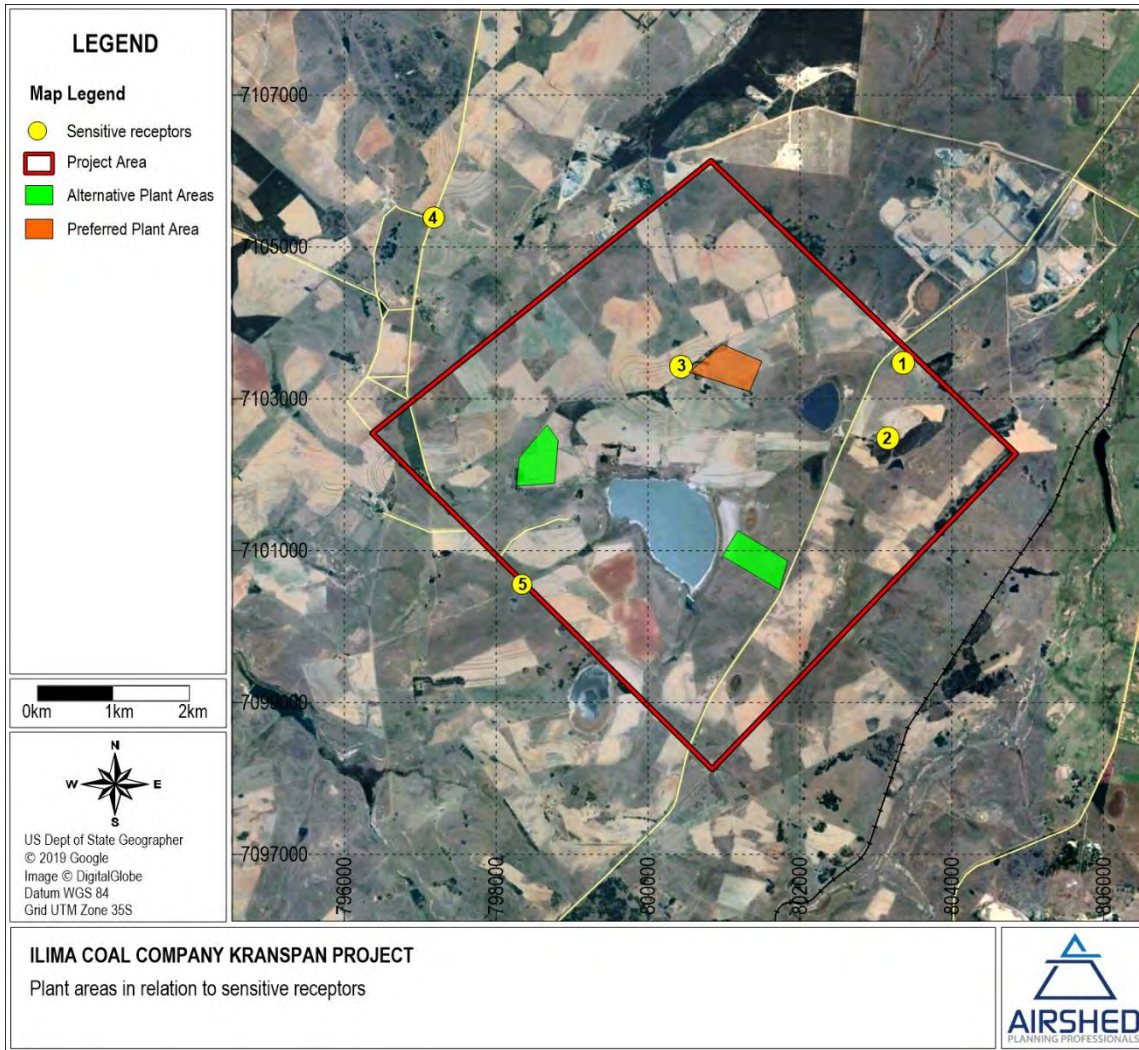 LEGEND
Map Legend
Sensitive receptors
Project Area
Alternative Plant Areas
Preferred Plant Area
0km 1km 2km
N
W E
S
US Dept of State Geographer
© 2019 Google
Image © DigitalGlobe
Datum WGS 84
Grid UTM Zone 35S
7107000
4
7105000
1
3
7103000
2
7101000
5
7099000
7097000
796000
798000
800000
802000
804000
806000
ILIMA COAL COMPANY KRANSPAN PROJECT
Plant areas in relation to sensitive receptors
AIRSHED
PLANNING PROFESSIONALS